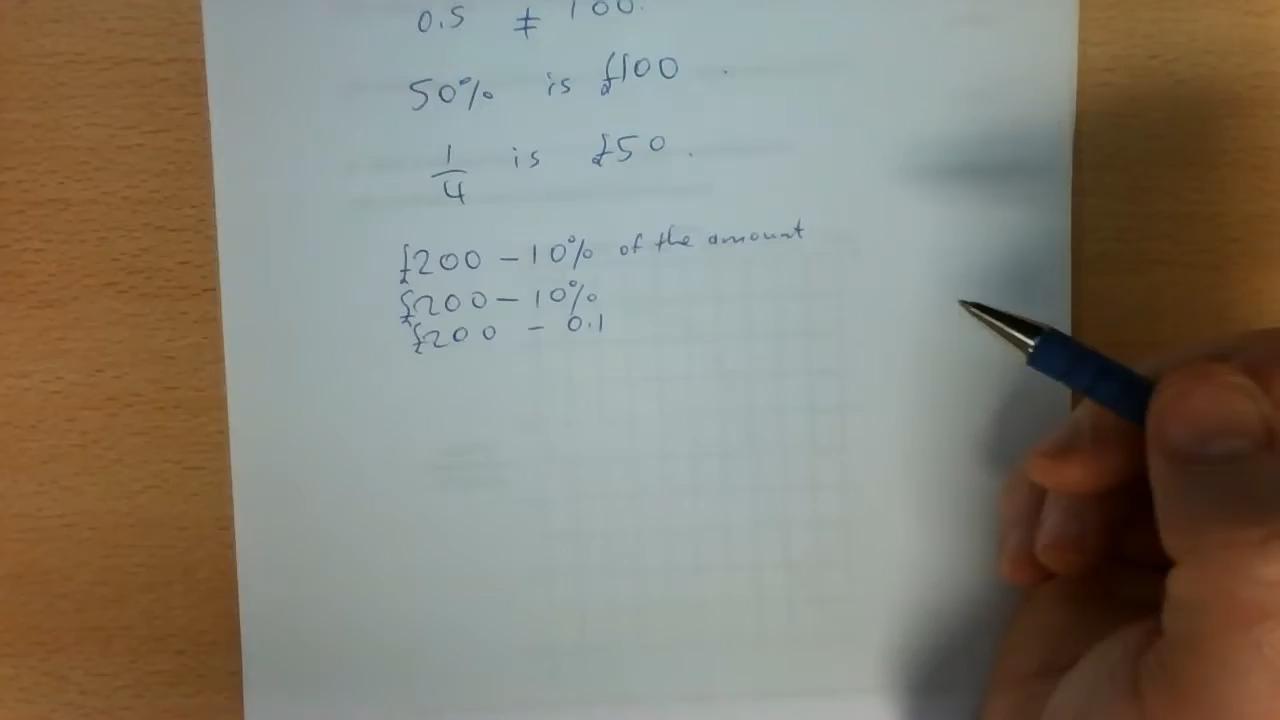 0.5 ≠ 100.
50% is £100.
1/4 is £50.
£200 - 10% of the amount
£200 - 10%
£200 - 0.1